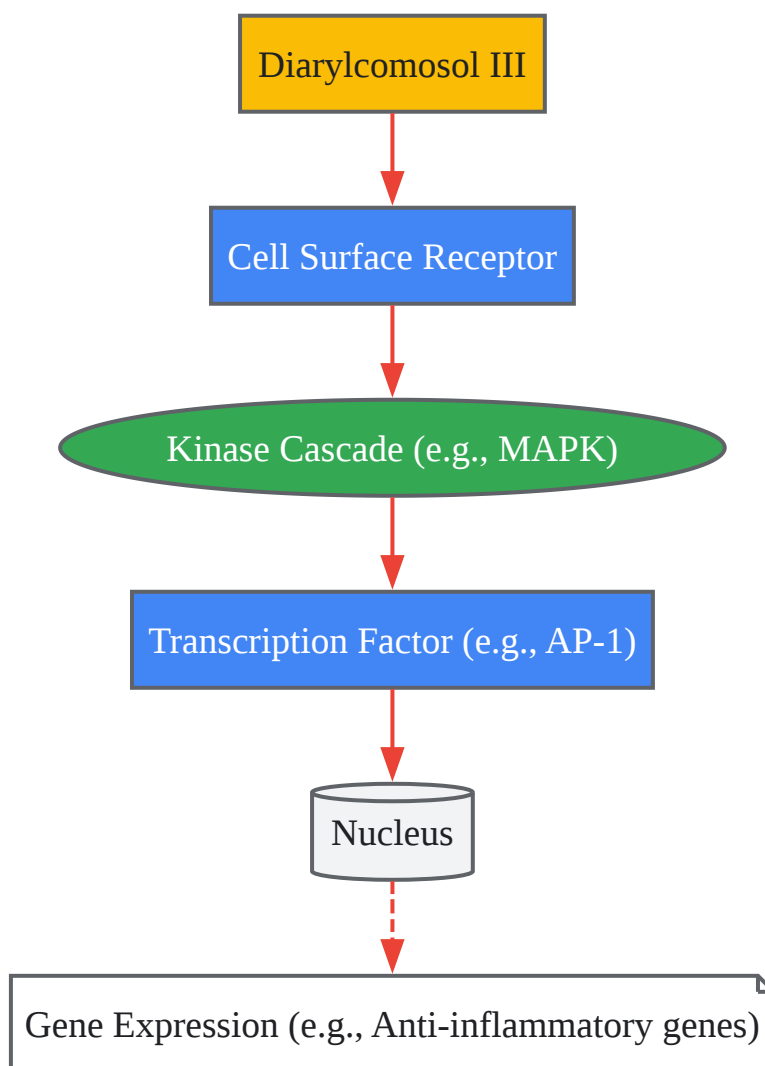 Diarylcomosol III
Cell Surface Receptor
Kinase Cascade (e.g., MAPK)
Transcription Factor (e.g., AP-1)
Nucleus
Gene Expression (e.g., Anti-inflammatory genes)